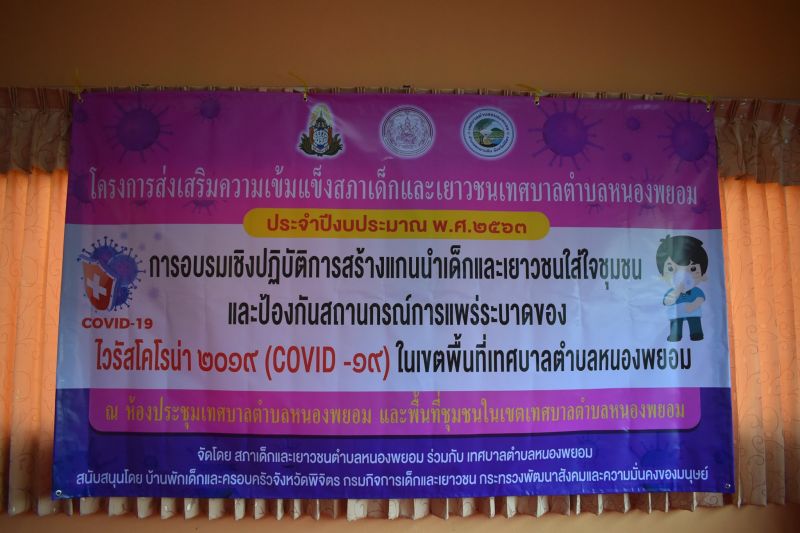 โครงการส่งเสริมความเข้มแข็งสภาเด็กและเยาวชนเทศบาลตำบลหนองพยอม
ประจำปีงบประมาณ พ.ศ.๒๕๖๓
การอบรมเชิงปฏิบัติการสร้างแกนนำเด็กและเยาวชนใส่ใจชุมชน
และป้องกันสถานกรณ์การแพร่ระบาดของ
COVID-19
ไวรัสโคโรน่า ๒๐๑๙ (COVID -๑๙) ในเขตพื้นที่เทศบาลตำบลหนองพยอม
ณ ห้องประชุมเทศบาลตำบลหนองพยอม และพื้นที่ชุมชนในเขตเทศบาลตำบลหนองพยอม
จัดโดย สภาเด็กและเยาวชนตำบลหนองพยอม ร่วมกับ เทศบาลตำบลหนองพยอม
สนับสนุนโดย บ้านพักเด็กและครอบครัวจังหวัดพิจิตร กรมกิจการเด็กและเยาวชน กระทรวงพัฒนาสังคมและความมั่นคงของมนุษย์